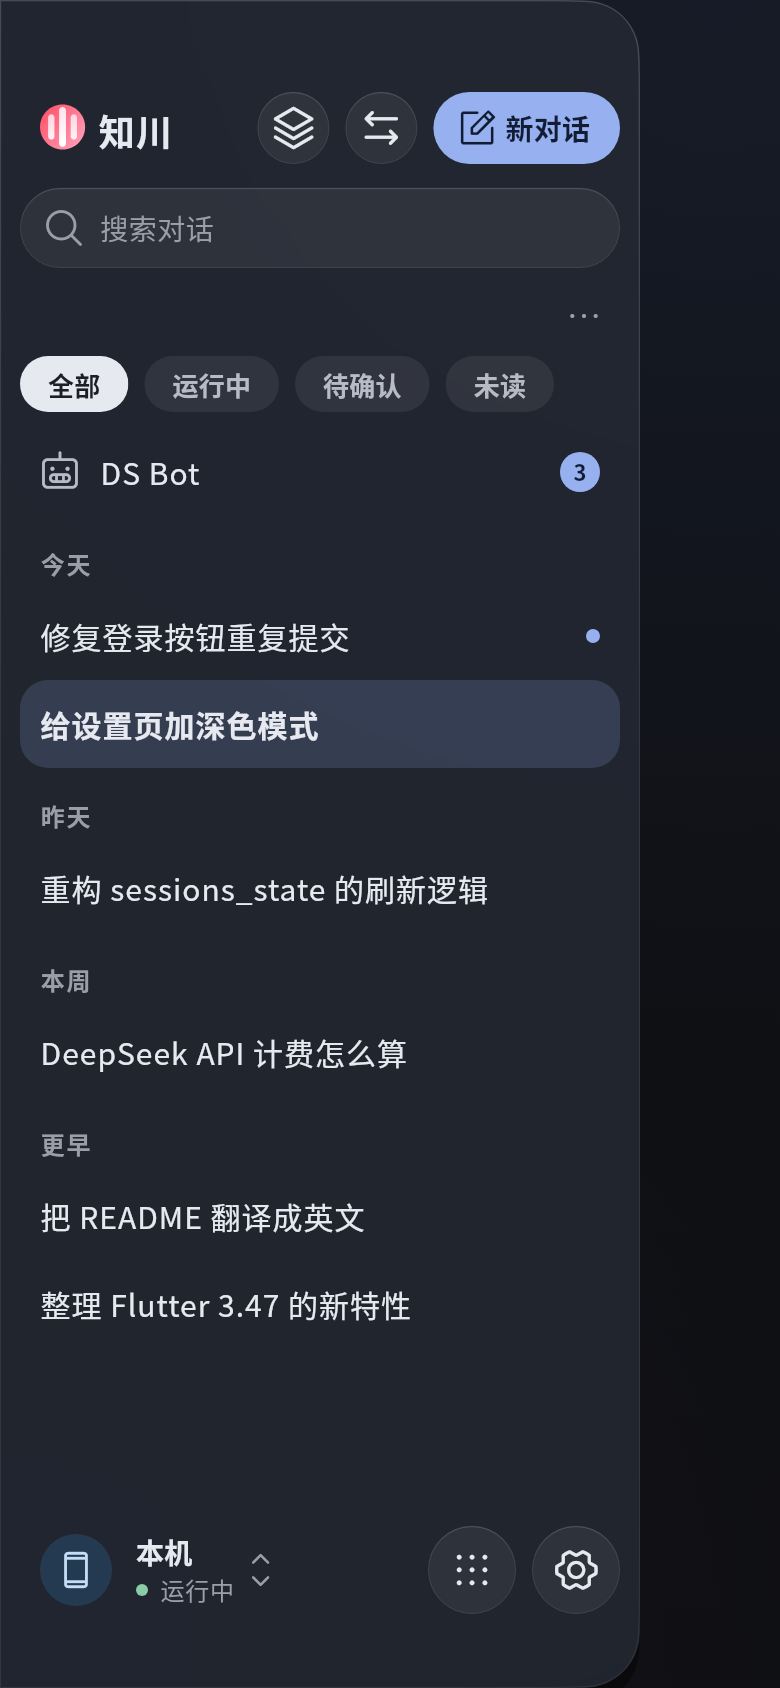 知川
新对话
搜索对话
...
全部 运行中 待确认 未读
DS Bot 3
今天
修复登录按钮重复提交
给设置页加深色模式
昨天
重构 sessions_state 的刷新逻辑
本周
DeepSeek API 计费怎么算
更早
把 README 翻译成英文
整理 Flutter 3.47 的新特性
本机
运行中